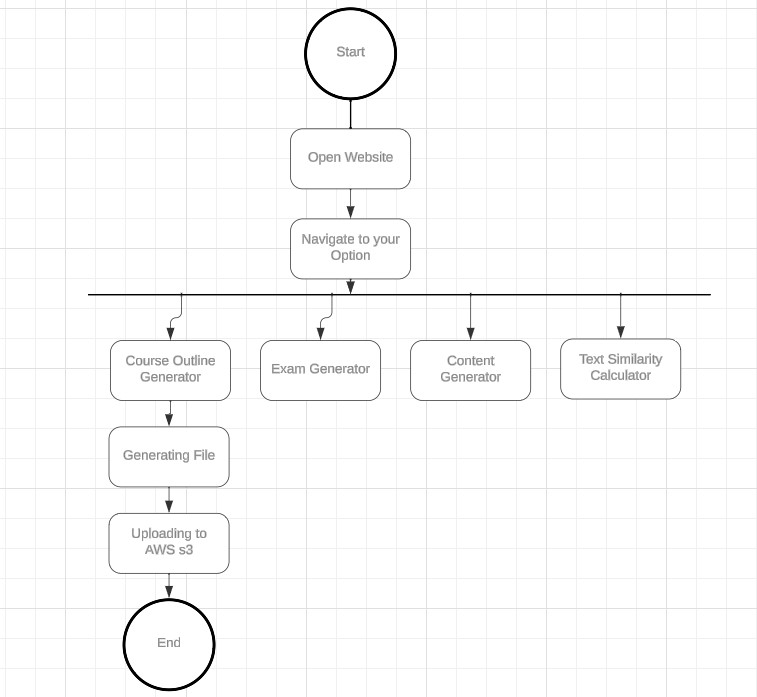 Start
Open Website
Navigate to your
Option
Course Outline
Generator
Exam Generator
Content
Generator
Text Similarity
Calculator
Generating File
Uploading to
AWS s3
End